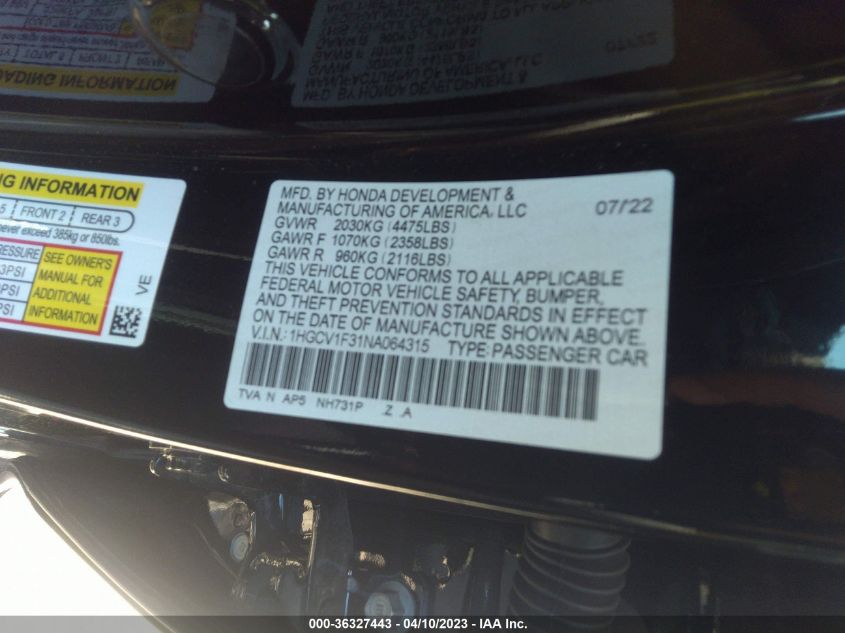 NG INFORMATION
5 FRONT 2 REAR 3
never exceed 385kg or 850lbs.
RESSURE SEE OWNER'S
3PSI MANUAL FOR
PSI ADDITIONAL
PSI INFORMATION
VE
MFD. BY HONDA DEVELOPMENT &
MANUFACTURING OF AMERICA, LLC 07/22
GVWR 2030KG (4475LBS)
GAWR F 1070KG (2358LBS)
GAWR R 960KG (2116LBS)
THIS VEHICLE CONFORMS TO ALL APPLICABLE
FEDERAL MOTOR VEHICLE SAFETY, BUMPER,
AND THEFT PREVENTION STANDARDS IN EFFECT
ON THE DATE OF MANUFACTURE SHOWN ABOVE.
V.I.N.: 1HGCV1F31NA064315 TYPE: PASSENGER CAR
TVA N AP5 NH731P Z .A
000-36327443 — 04/10/2023 — IAA Inc.